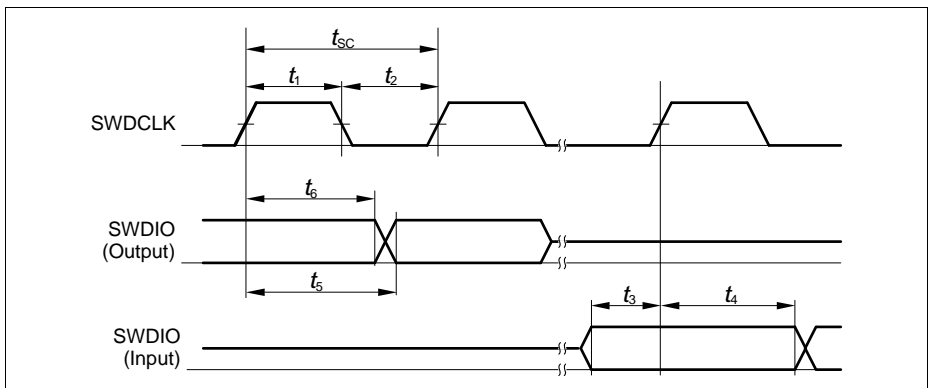 tSC
t1 t2
SWDCLK
t6
SWDIO
(Output)
t5
t3 t4
SWDIO
(Input)